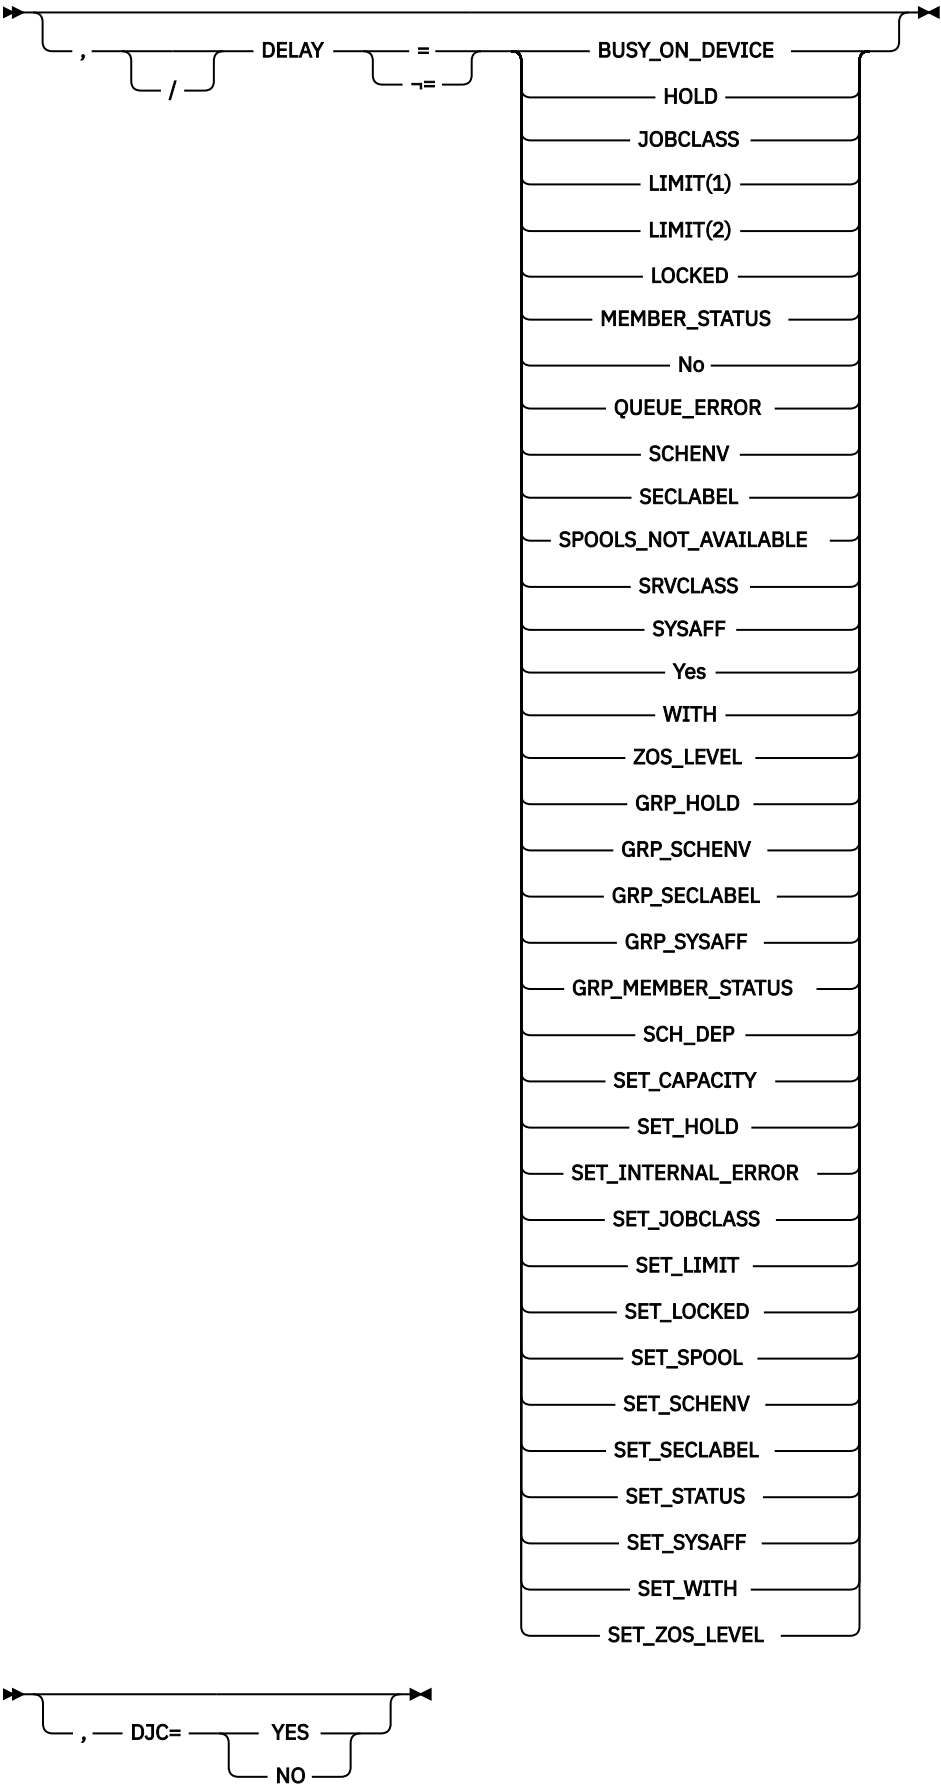 , DELAY = BUSY_ON_DEVICE
/ ¬=
HOLD
JOBCLASS
LIMIT(1)
LIMIT(2)
LOCKED
MEMBER_STATUS
No
QUEUE_ERROR
SCHENV
SECLABEL
SPOOLS_NOT_AVAILABLE
SRVCLASS
SYSAFF
Yes
WITH
ZOS_LEVEL
GRP_HOLD
GRP_SCHENV
GRP_SECLABEL
GRP_SYSAFF
GRP_MEMBER_STATUS
SCH_DEP
SET_CAPACITY
SET_HOLD
SET_INTERNAL_ERROR
SET_JOBCLASS
SET_LIMIT
SET_LOCKED
SET_SPOOL
SET_SCHENV
SET_SECLABEL
SET_STATUS
SET_SYSAFF
SET_WITH
SET_ZOS_LEVEL
, DJC= YES
NO